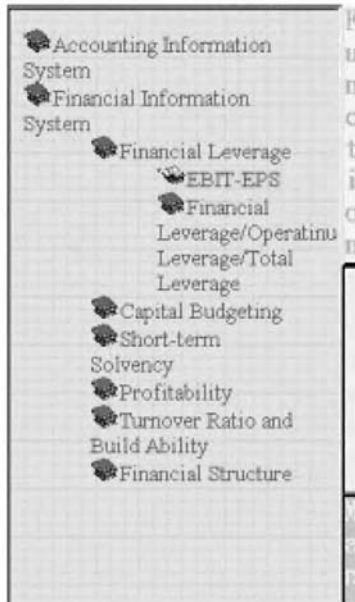 Accounting Information
System
Financial Information
System
Financial Leverage
EBIT-EPS
Financial
Leverage/Operatinu
Leverage/Total
Leverage
Capital Budgeting
Short-term
Solvency
Profitability
Turnover Ratio and
Build Ability
Financial Structure
F
u
n
c
t
i
o
n